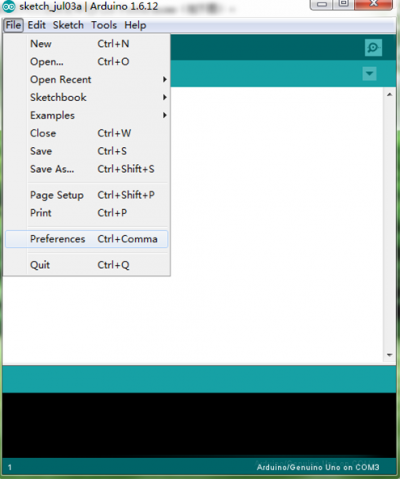 sketch_jul03a | Arduino 1.6.12
File Edit Sketch Tools Help
New Ctrl+N
Open... Ctrl+O
Open Recent
Sketchbook
Examples
Close Ctrl+W
Save Ctrl+S
Save As... Ctrl+Shift+S
Page Setup Ctrl+Shift+P
Print Ctrl+P
Preferences Ctrl+Comma
Quit Ctrl+Q
1 Arduino/Genuino Uno on COM3